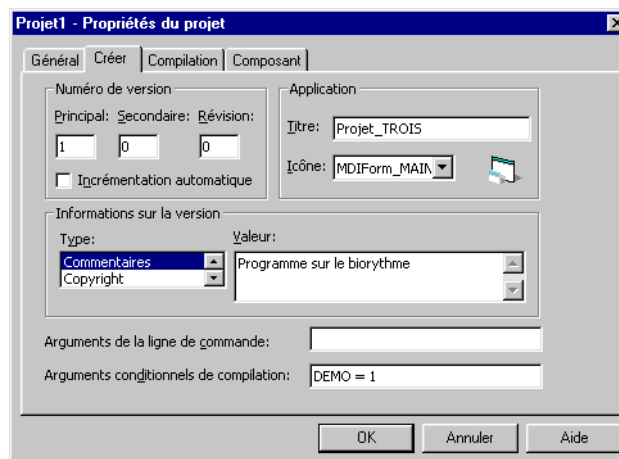 Projet1 - Propriétés du projet
Général Créer Compilation Composant
Numéro de version
Principal: Secondaire: Révision:
1 0 0
Incrémentation automatique
Application
Titre: Projet_TROIS
Icône: MDIForm_MAIN
Informations sur la version
Type: Valeur:
Commentaires Programme sur le biorythme
Copyright
Arguments de la ligne de commande:
Arguments conditionnels de compilation: DEMO = 1
OK Annuler Aide